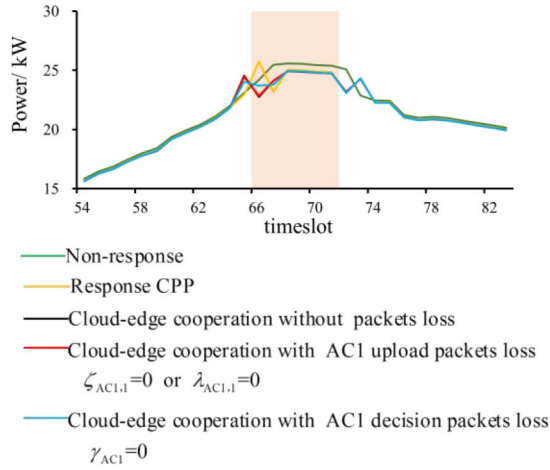 30
25
20
15
Power/ kW
54 58 62 66 70 74 78 82
timeslot
Non-response
Response CPP
Cloud-edge cooperation without packets loss
Cloud-edge cooperation with AC1 upload packets loss
ζAC1,1=0 or λAC1,1=0
Cloud-edge cooperation with AC1 decision packets loss
γAC1=0